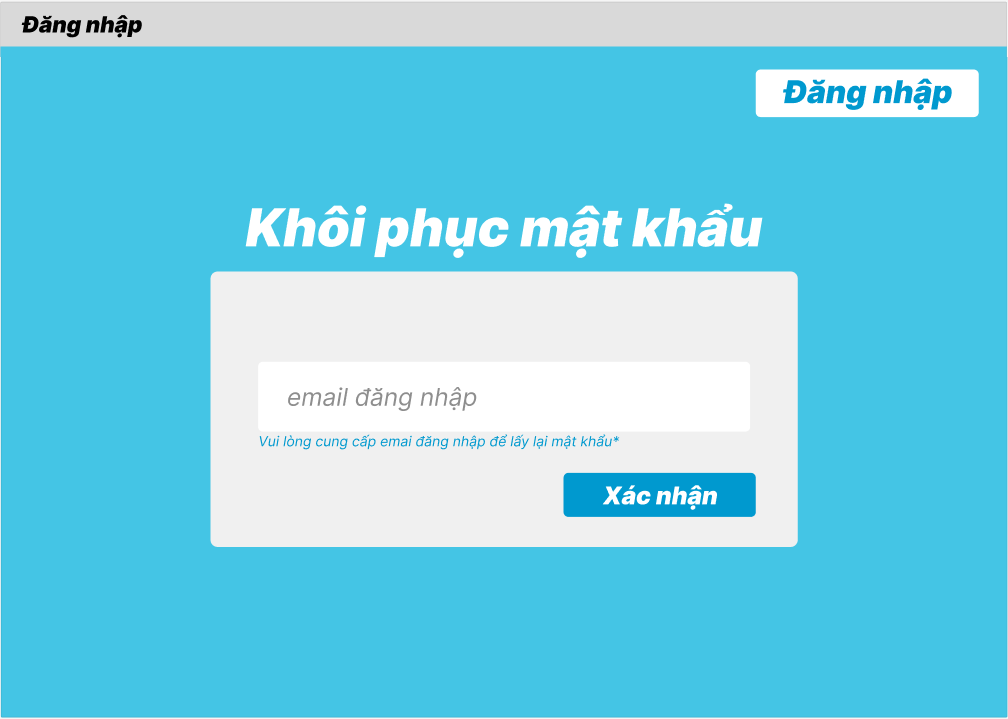 Đăng nhập
Đăng nhập
Khôi phục mật khẩu
email đăng nhập
Vui lòng cung cấp emai đăng nhập để lấy lại mật khẩu*
Xác nhận